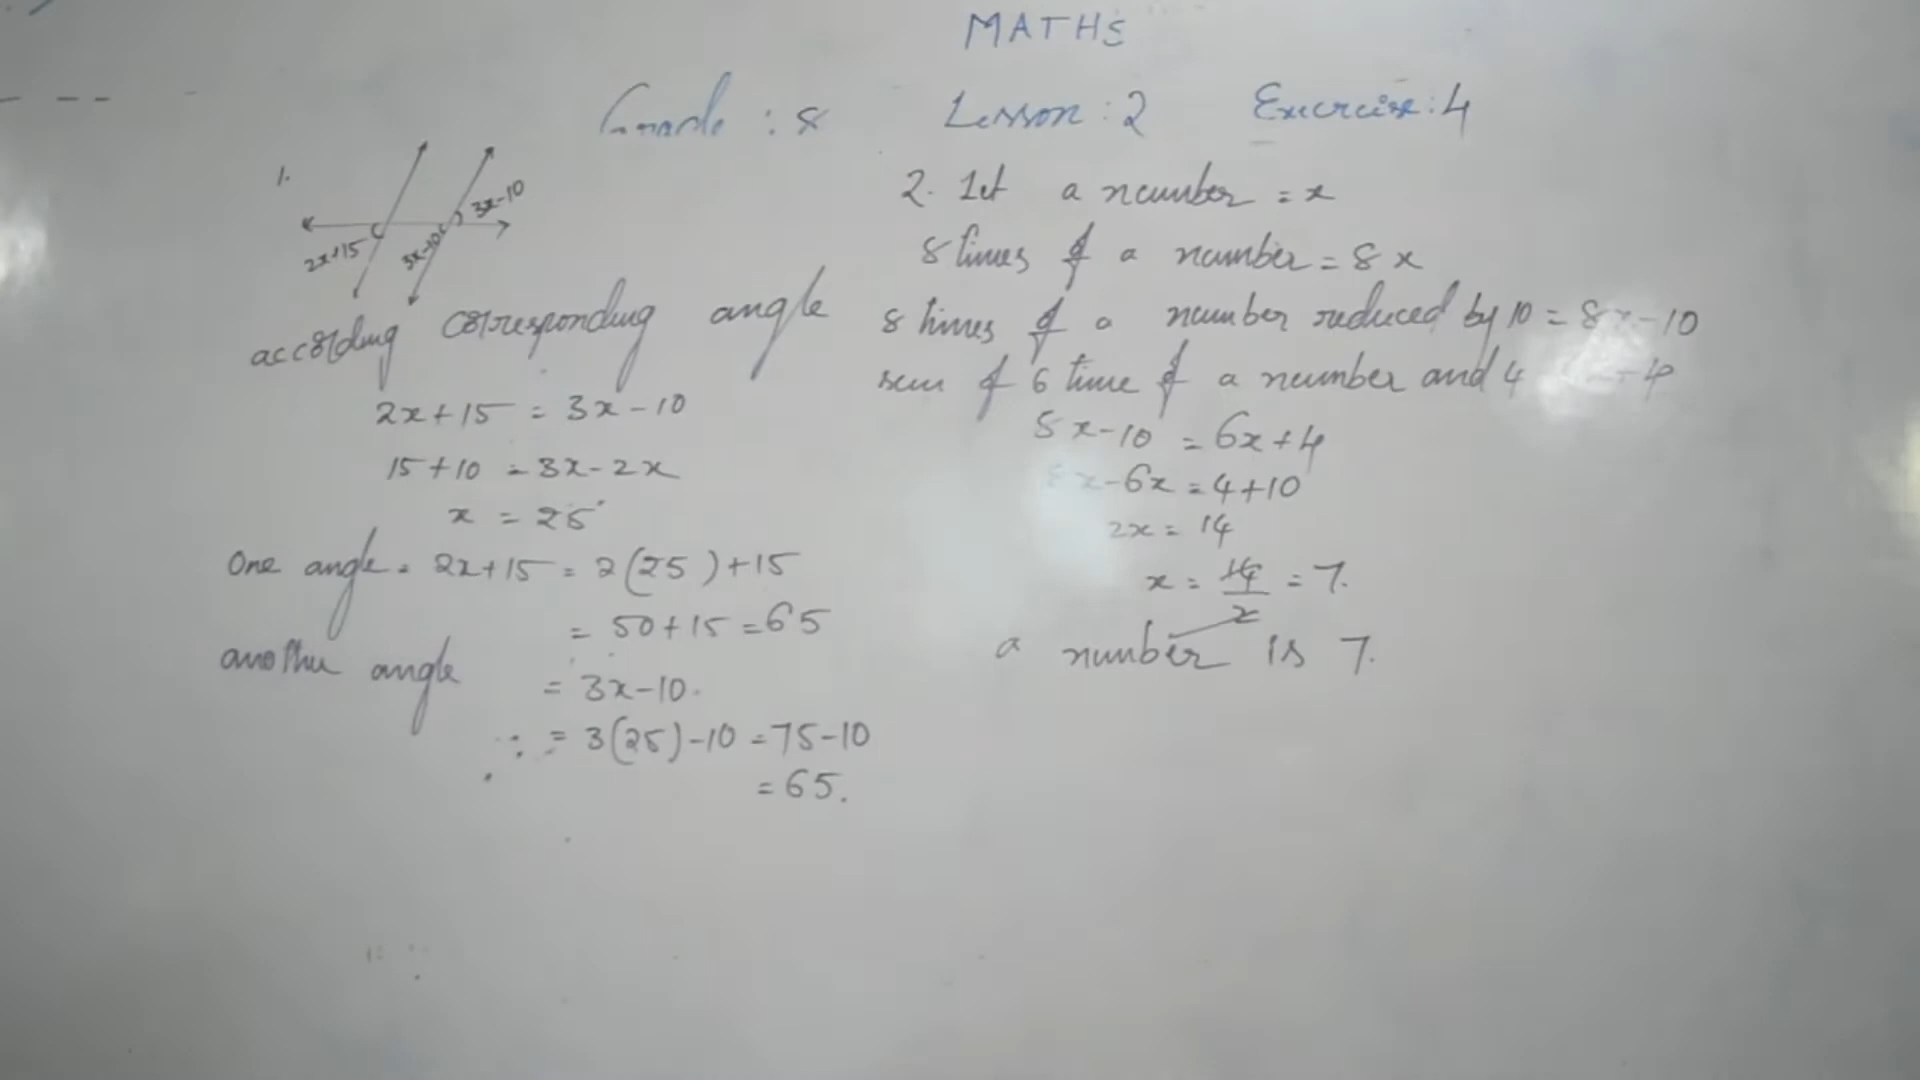 MATHS
Grade : 8 Lesson : 2 Exercise : 4
1.
3x-10
2x+15
3x-10
according corresponding angle
2x+15 = 3x-10
15+10 = 3x-2x
x = 25
One angle = 2x+15 = 2(25)+15
= 50+15 = 65
another angle
= 3x-10.
= 3(25)-10 = 75-10
= 65.
2. Let a number = x
8 times of a number = 8x
8 times of a number reduced by 10 = 8x-10
sum of 6 time of a number and 4 +4
8x-10 = 6x+4
x-6x = 4+10
2x = 14
x = 14/2 = 7.
a number is 7.